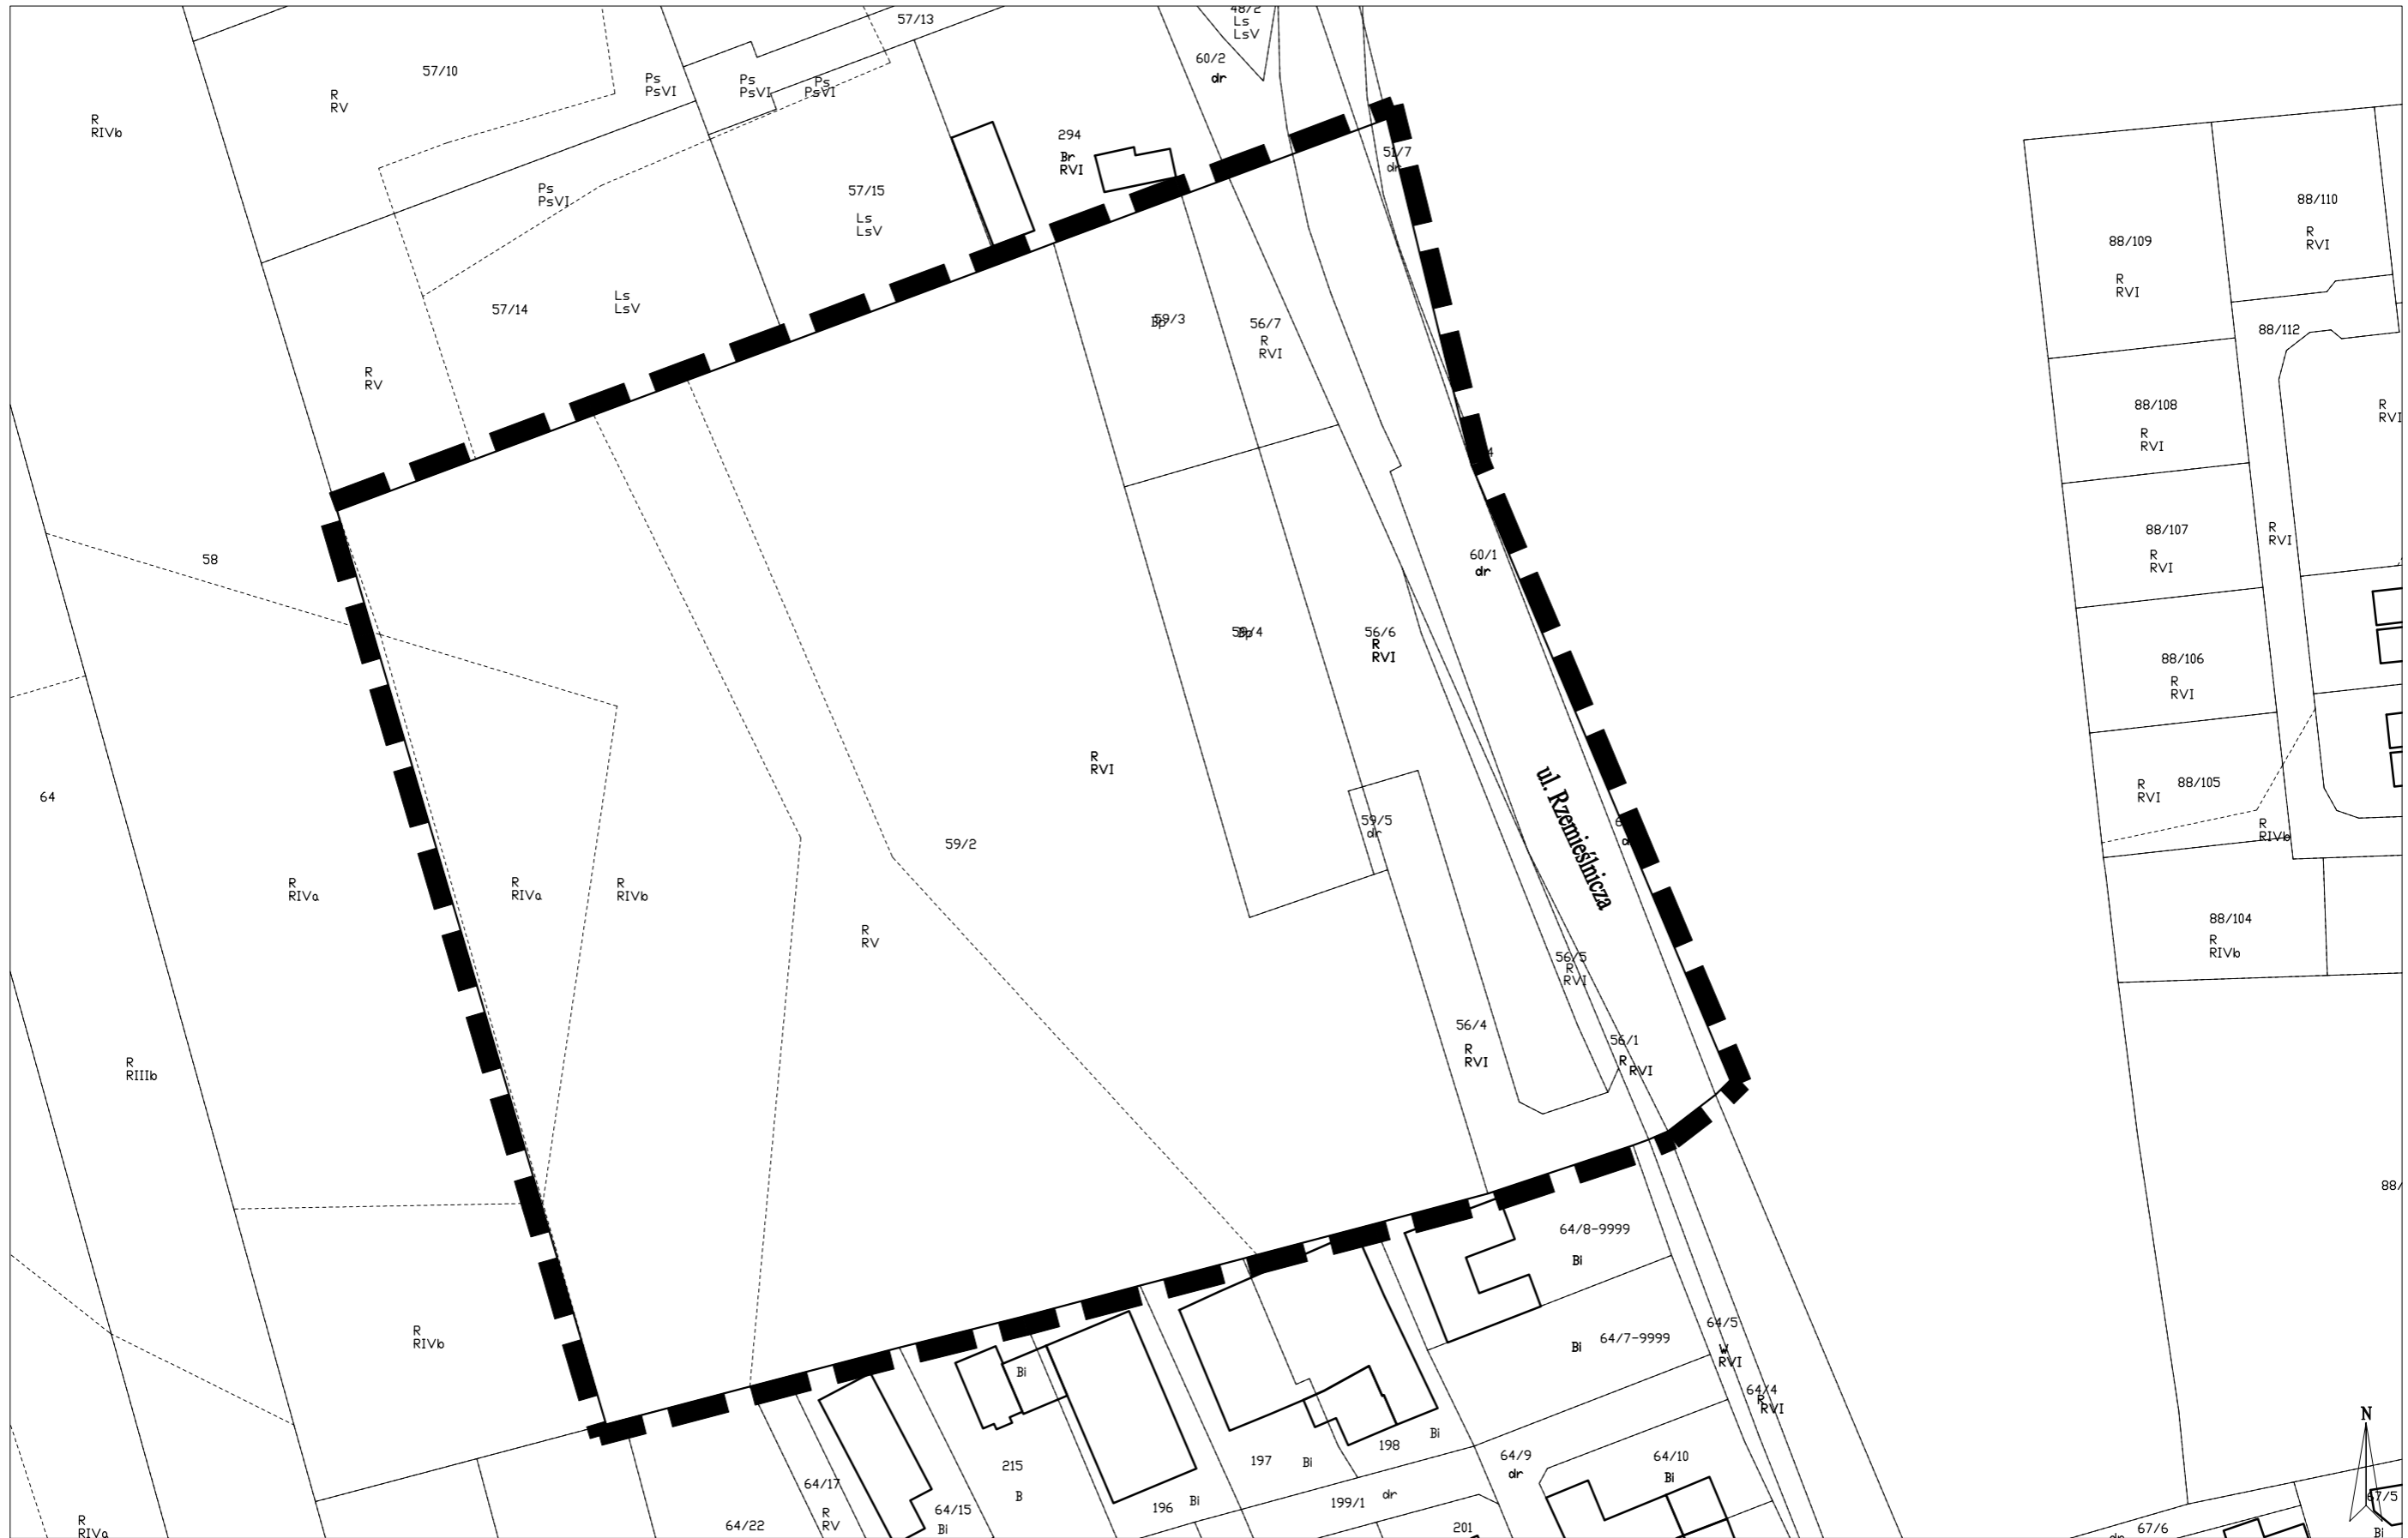 57/13
48/2
Ls
LsV
60/2
dr
57/10
R
RV
Ps
PsVI
Ps
PsVI
Ps
PsVI
R
RIVb
294
Br
RVI
51/7
dr
57/15
Ls
LsV
Ps
PsVI
88/110
R
RVI
88/109
R
RVI
57/14
Ls
LsV
59/3
Bp
56/7
R
RVI
88/112
R
RV
88/108
R
RVI
R
RVI
58
60/1
dr
88/107
R
RVI
R
RVI
59/4
Bp
56/6
R
RVI
88/106
R
RVI
64
R
RVI
ul. Rzemieślnicza
88/105
R
RVI
59/5
dr
R
RIVb
59/2
R
RIVa
R
RIVa
R
RIVb
R
RV
88/104
R
RIVb
56/5
R
RVI
56/4
R
RVI
56/1
R
RVI
R
RIIIb
88/
64/8-9999
Bi
64/7-9999
Bi
64/5
W
RVI
R
RIVb
Bi
64/4
R
RVI
N
215
B
197
Bi
198
Bi
64/9
dr
64/10
Bi
64/17
R
RV
64/15
Bi
196
Bi
199/1
dr
201
64/22
R
RIVa
67/5
Bi
67/6
dr